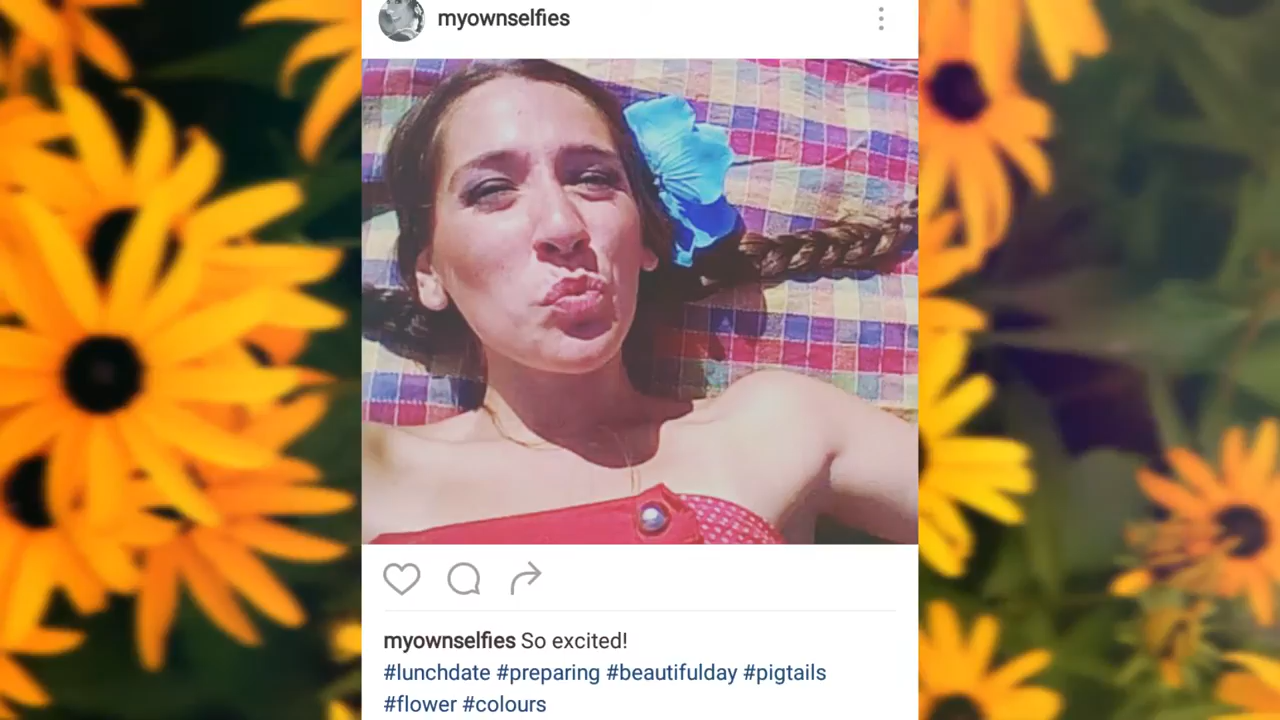 myownselfies
myownselfies So excited!
#lunchdate #preparing #beautifulday #pigtails
#flower #colours